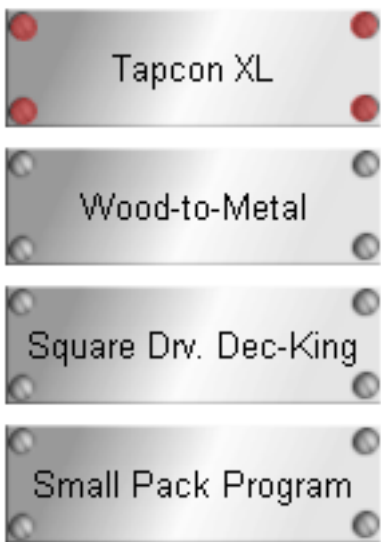 Tapcon XL
Wood-to-Metal
Square Drv. Dec-King
Small Pack Program